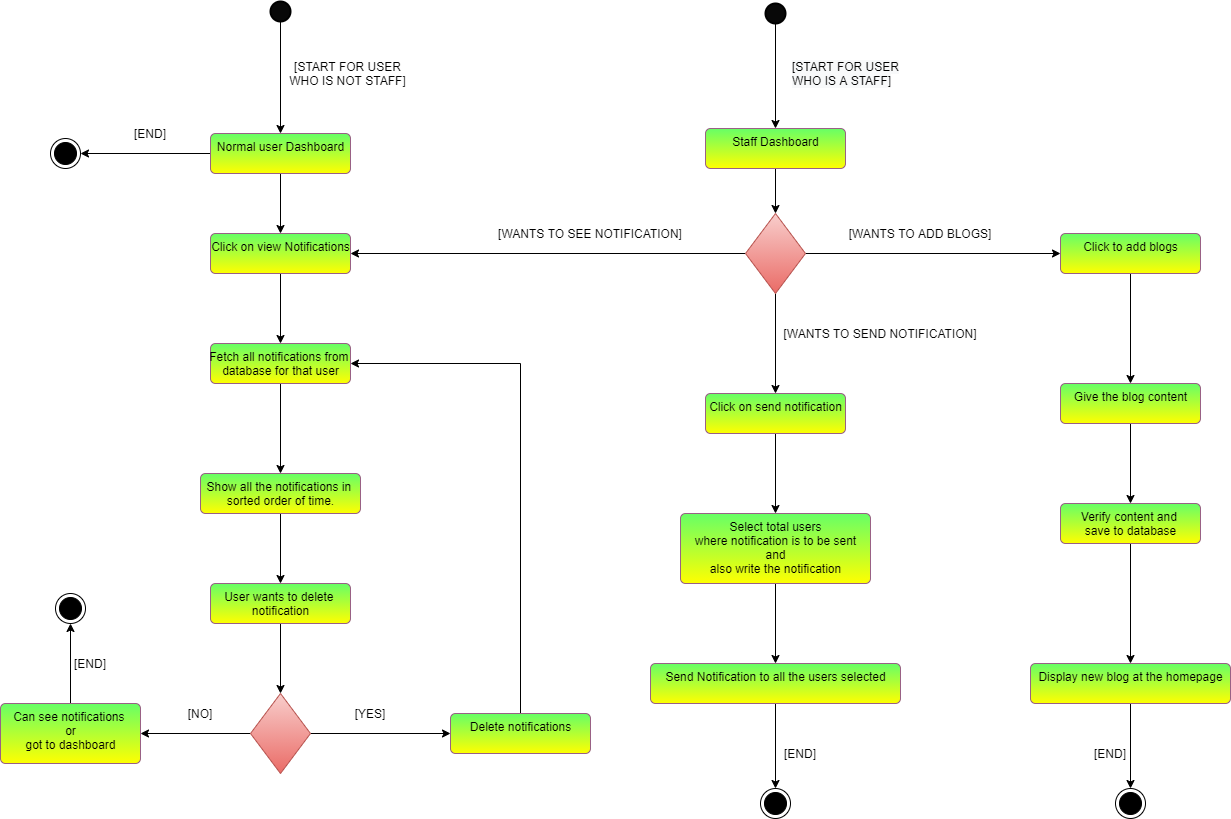 [START FOR USER
WHO IS NOT STAFF]
[START FOR USER
WHO IS A STAFF]
[END]
Normal user Dashboard
Staff Dashboard
Click on view Notifications
[WANTS TO SEE NOTIFICATION]
[WANTS TO ADD BLOGS]
Click to add blogs
[WANTS TO SEND NOTIFICATION]
Fetch all notifications from
database for that user
Click on send notification
Give the blog content
Show all the notifications in
sorted order of time.
Select total users
where notification is to be sent
and
also write the notification
Verify content and
save to database
User wants to delete
notification
[END]
Send Notification to all the users selected
Display new blog at the homepage
Can see notifications
or
got to dashboard
[NO]
[YES]
Delete notifications
[END]
[END]